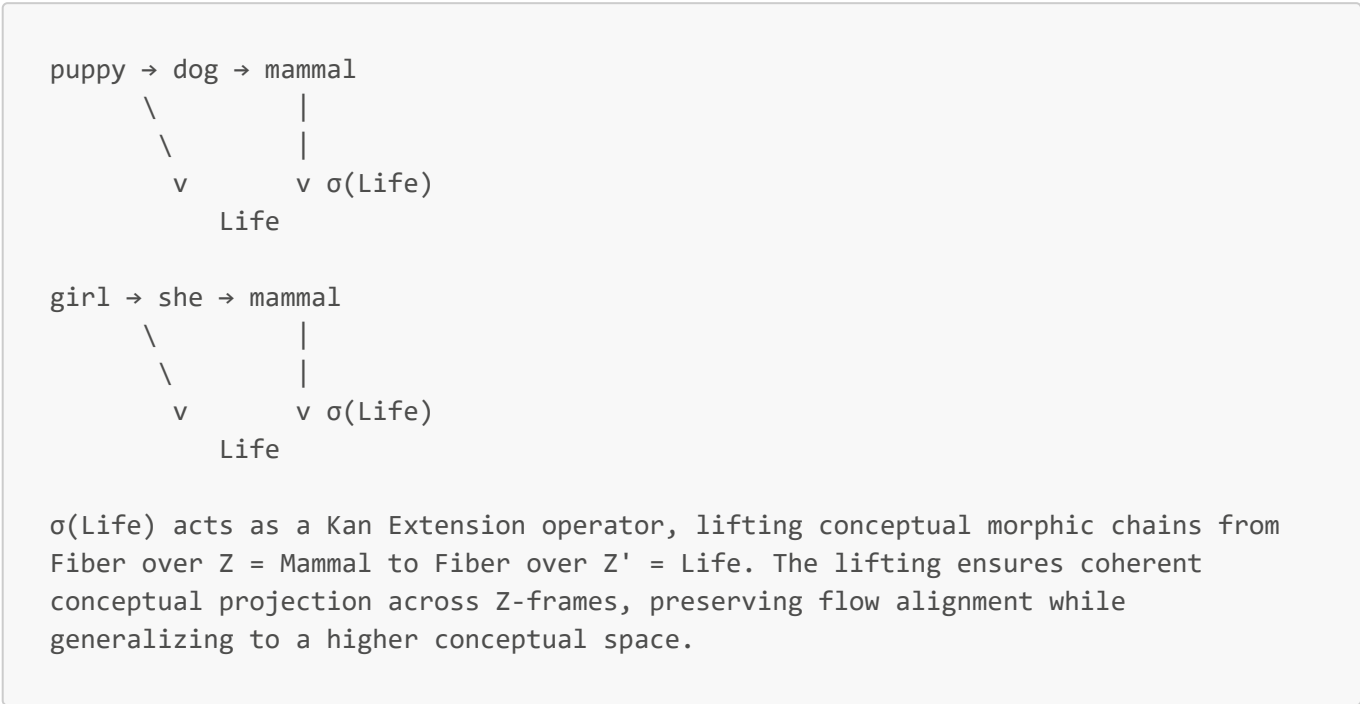 puppy → dog → mammal
\ |
\ |
v v σ(Life)
Life
girl → she → mammal
\ |
\ |
v v σ(Life)
Life
σ(Life) acts as a Kan Extension operator, lifting conceptual morphic chains from
Fiber over Z = Mammal to Fiber over Z' = Life. The lifting ensures coherent
conceptual projection across Z-frames, preserving flow alignment while
generalizing to a higher conceptual space.